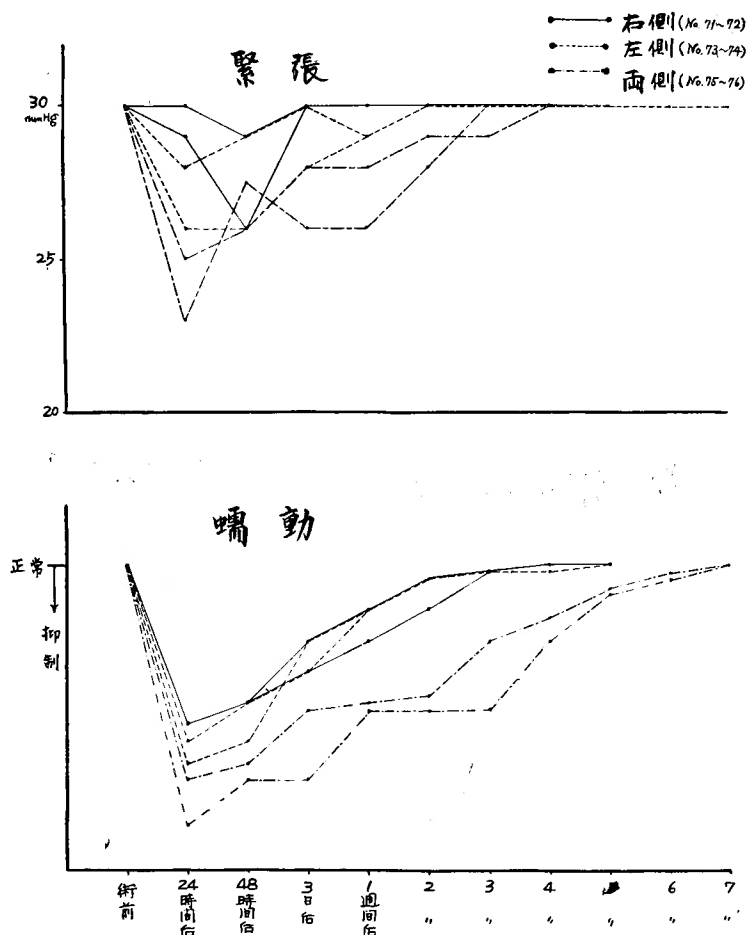 右側(No.71~72)
左側(No.73~74)
両側(No.75~76)
緊張
30
mmHg
25
20
蠕動
正常
抑制
術前
24時間后
48時間后
3日后
1週間后
2 〃
3 〃
4 〃
〃
6 〃
7 〃